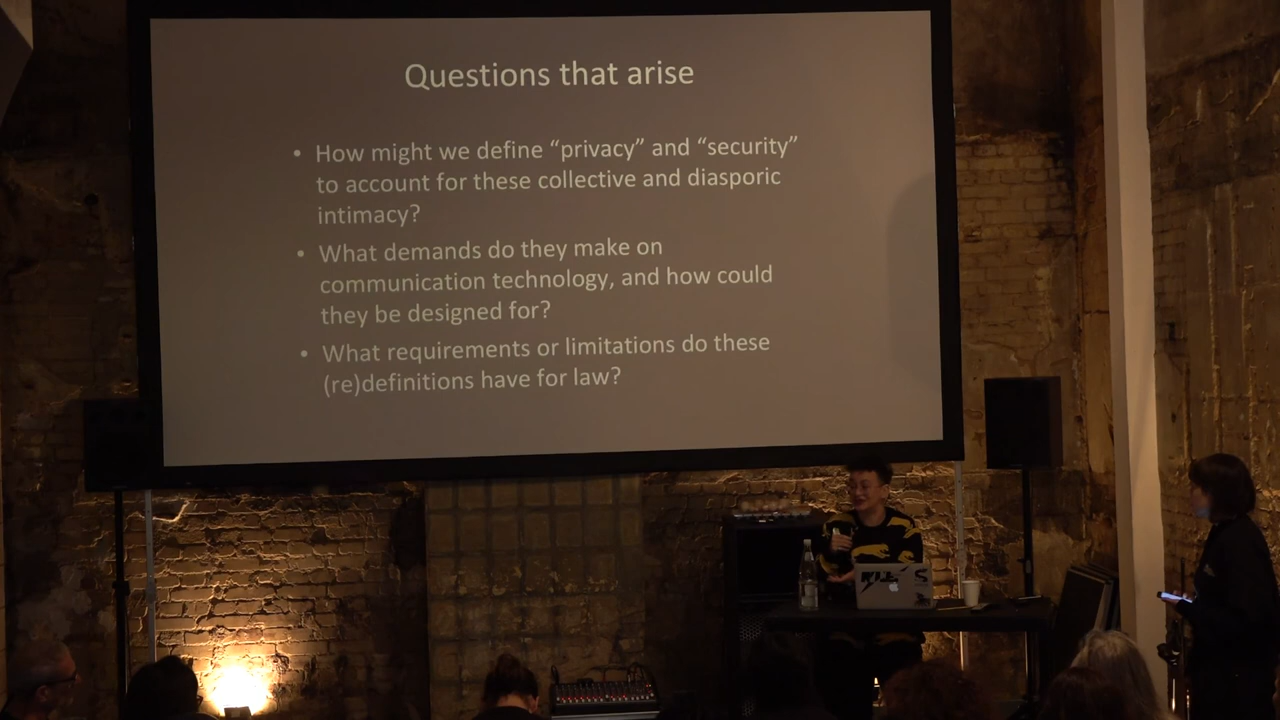 Questions that arise
• How might we define “privacy” and “security”
to account for these collective and diasporic
intimacy?
• What demands do they make on
communication technology, and how could
they be designed for?
• What requirements or limitations do these
(re)definitions have for law?